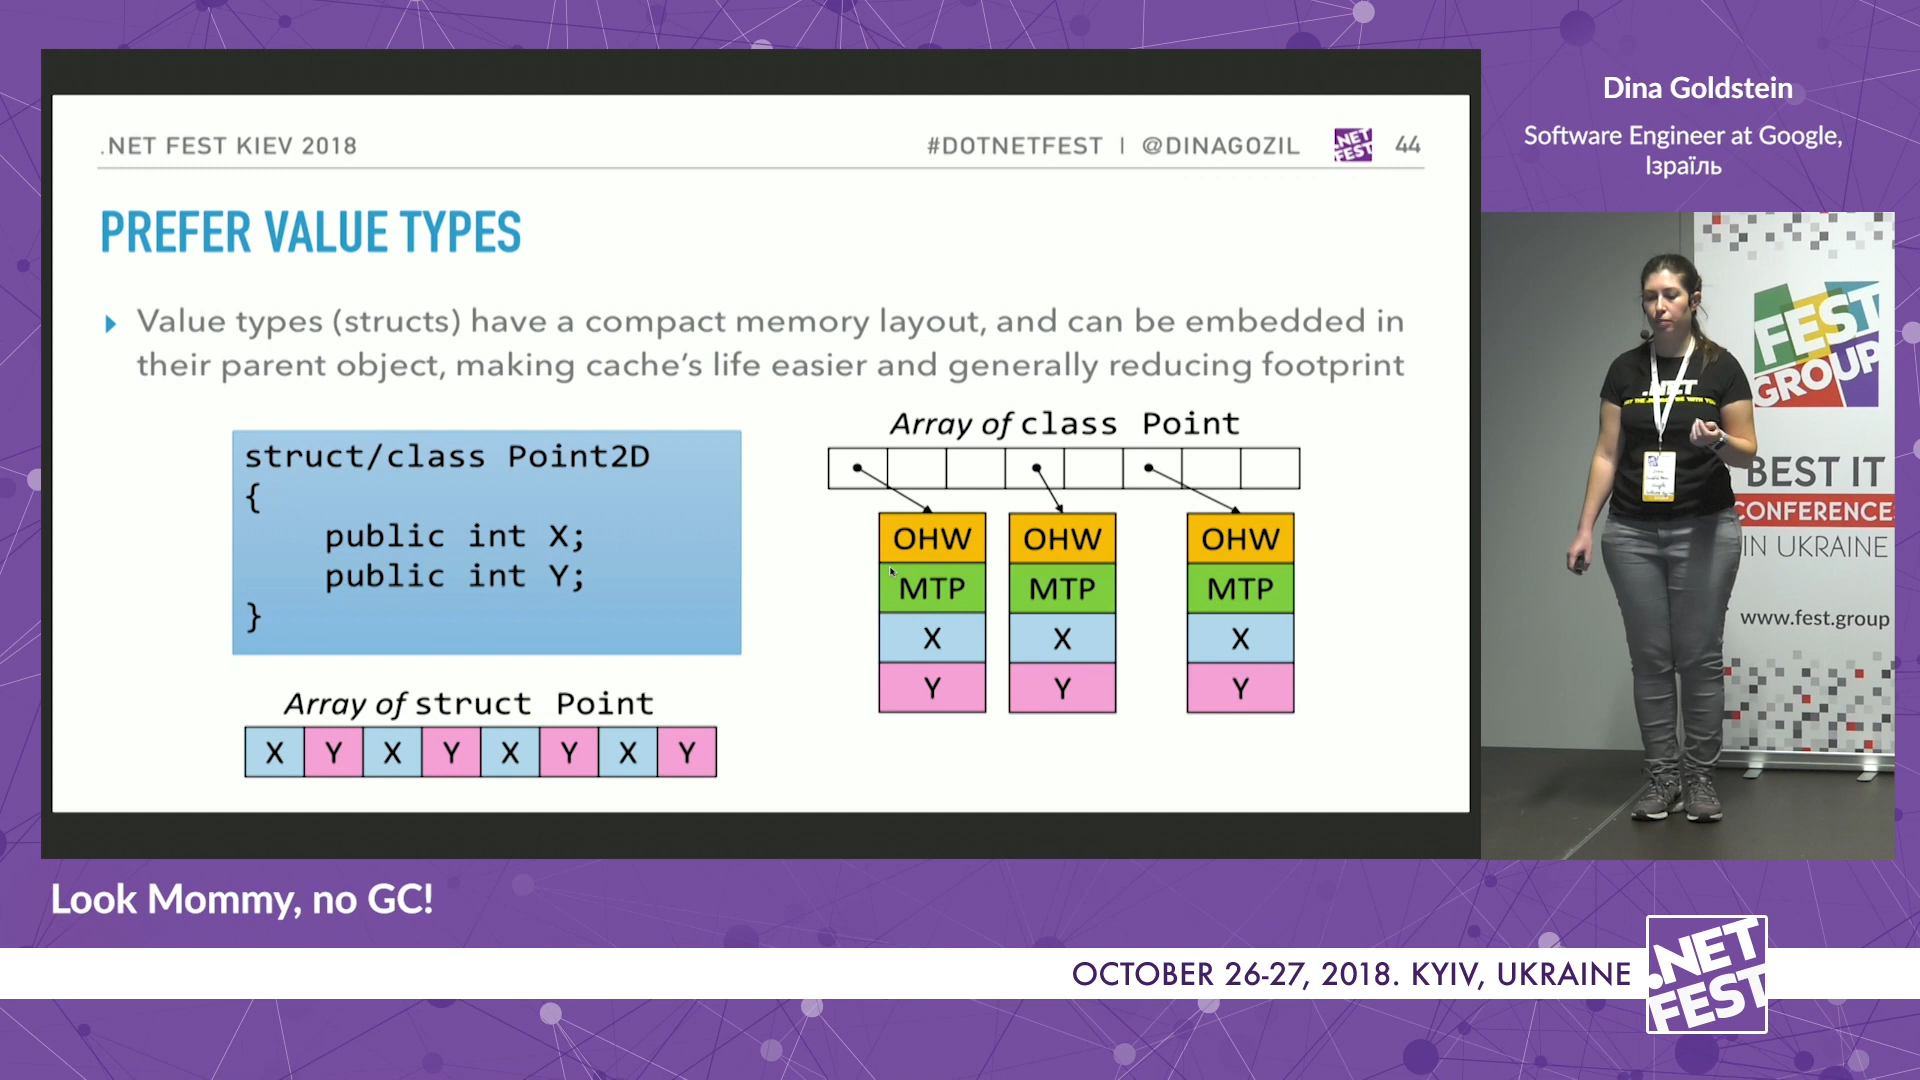 Dina Goldstein
Software Engineer at Google,
Ізраїль
.NET FEST KIEV 2018
#DOTNETFEST | @DINAGOZIL
.NET
FEST
44
PREFER VALUE TYPES
Value types (structs) have a compact memory layout, and can be embedded in
their parent object, making cache's life easier and generally reducing footprint
struct/class Point2D
{
public int X;
public int Y;
}
Array of struct Point
X Y X Y X Y X Y
Array of class Point
OHW OHW OHW
MTP MTP MTP
X X X
Y Y Y
.NET
FEST
GROUP
BEST IT
CONFERENCE
IN UKRAINE
www.fest.group
Look Mommy, no GC!
OCTOBER 26-27, 2018. KYIV, UKRAINE
.NET
FEST